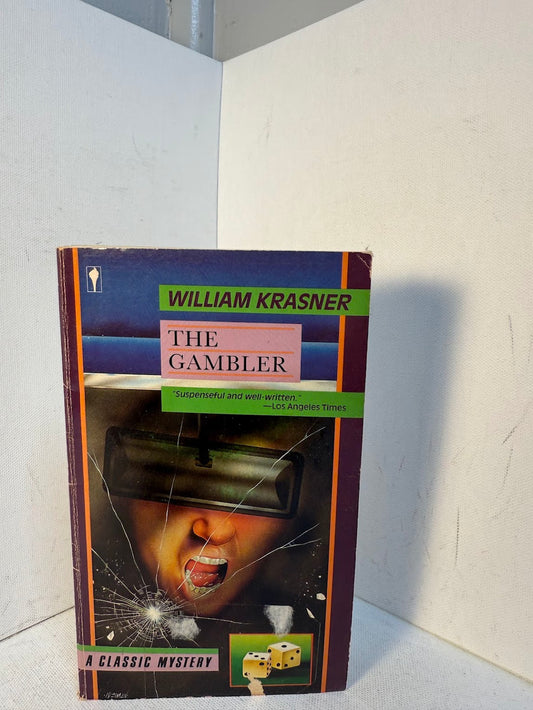 WILLIAM KRASNER
THE
GAMBLER
"Suspenseful and well-written."
—Los Angeles Times
A CLASSIC MYSTERY